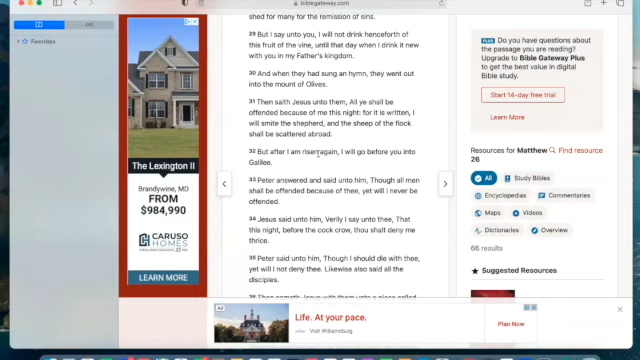 biblegateway.com
Favorites
shed for many for the remission of sins.
29 But I say unto you, I will not drink henceforth of
this fruit of the vine, until that day when I drink it new
with you in my Father's kingdom.
30 And when they had sung an hymn, they went out
into the mount of Olives.
31 Then saith Jesus unto them, All ye shall be
offended because of me this night: for it is written, I
will smite the shepherd, and the sheep of the flock
shall be scattered abroad.
32 But after I am risen again, I will go before you into
Galilee.
33 Peter answered and said unto him, Though all men
shall be offended because of thee, yet will I never be
offended.
34 Jesus said unto him, Verily I say unto thee, That
this night, before the cock crow, thou shalt deny me
thrice.
35 Peter said unto him, Though I should die with thee,
yet will I not deny thee. Likewise also said all the
disciples.
36 Then cometh Jesus with them unto a place called
The Lexington II
Brandywine, MD
FROM
$984,990
CARUSO
HOMES
LEARN MORE
PLUS Do you have questions about
the passage you are reading?
Upgrade to Bible Gateway Plus
to get the best value in digital
Bible study.
Start 14-day free trial
Learn More
Resources for Matthew
26
Find resource
All
Study Bibles
Encyclopedias
Commentaries
Maps
Videos
Dictionaries
Overview
66 results
Suggested Resources
Ad
Life. At your pace.
Visit Williamsburg
Plan Now